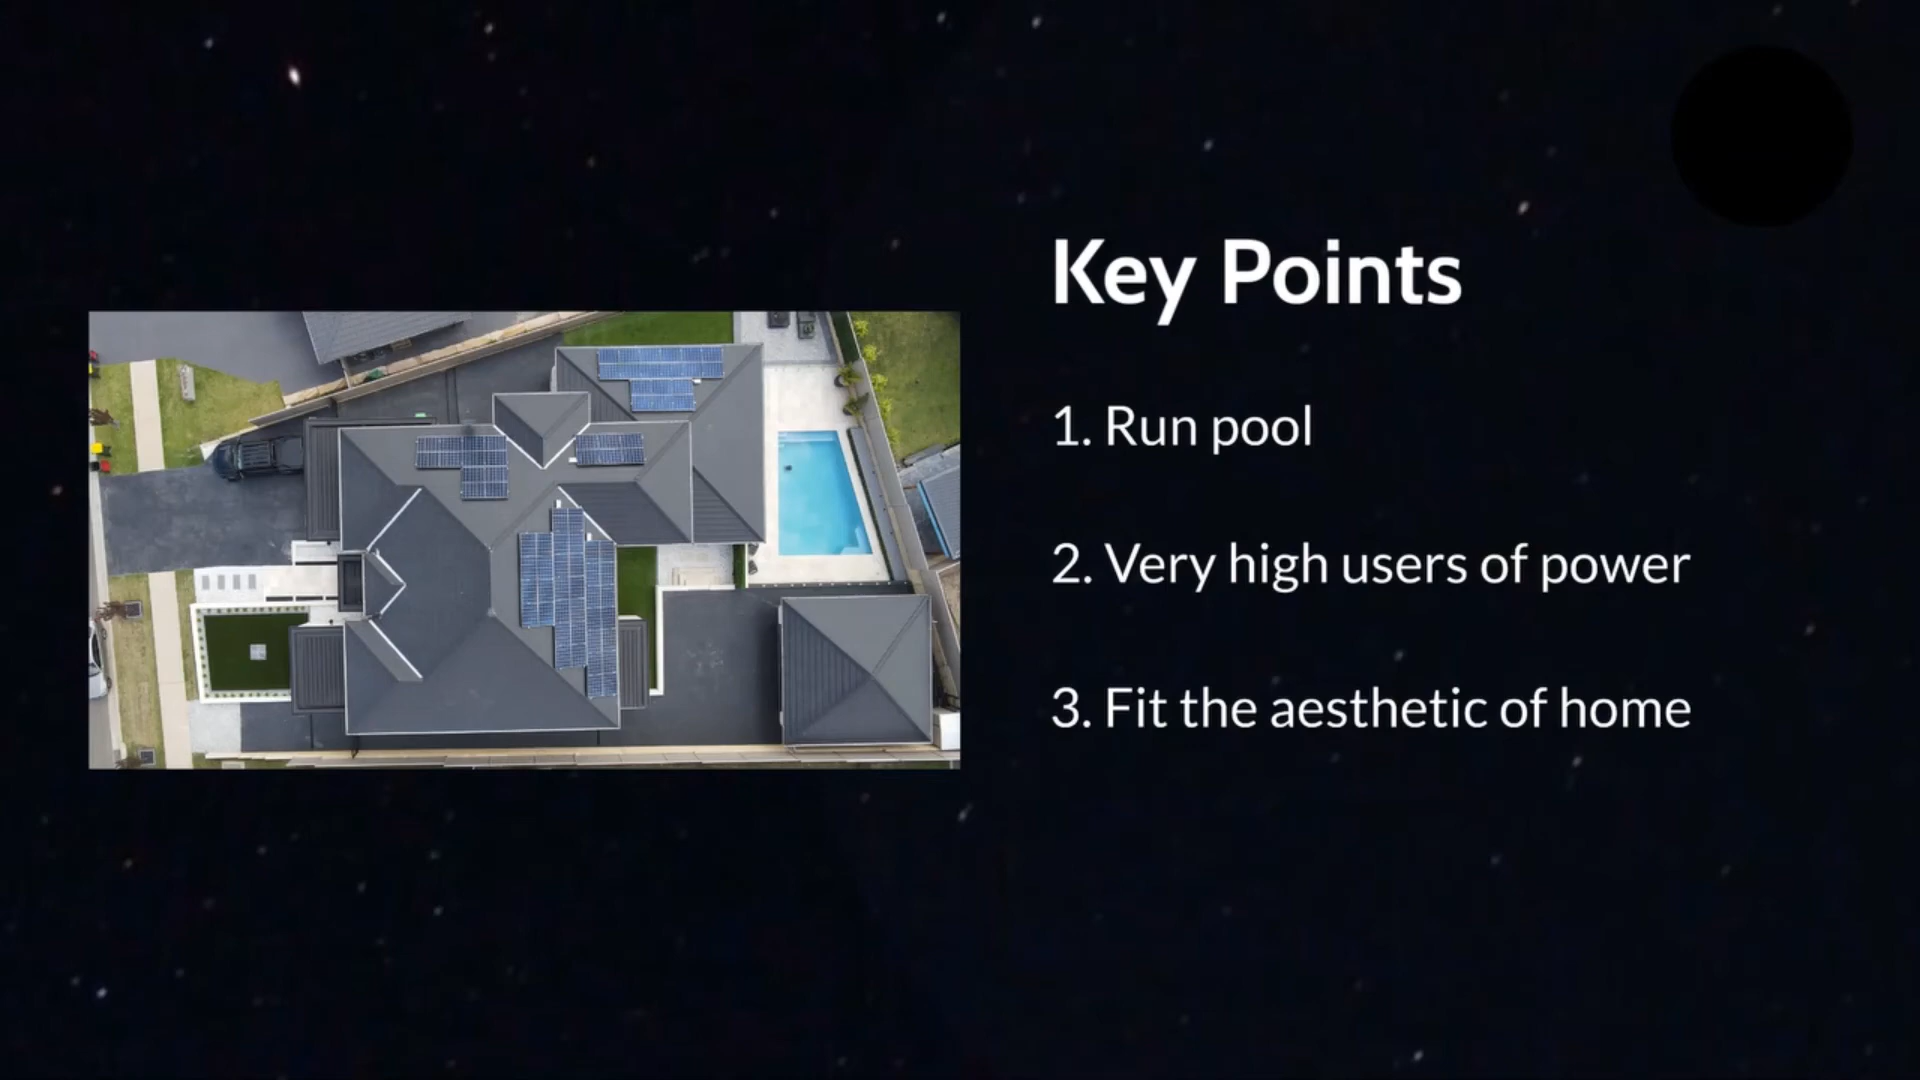 Key Points
1. Run pool
2. Very high users of power
3. Fit the aesthetic of home